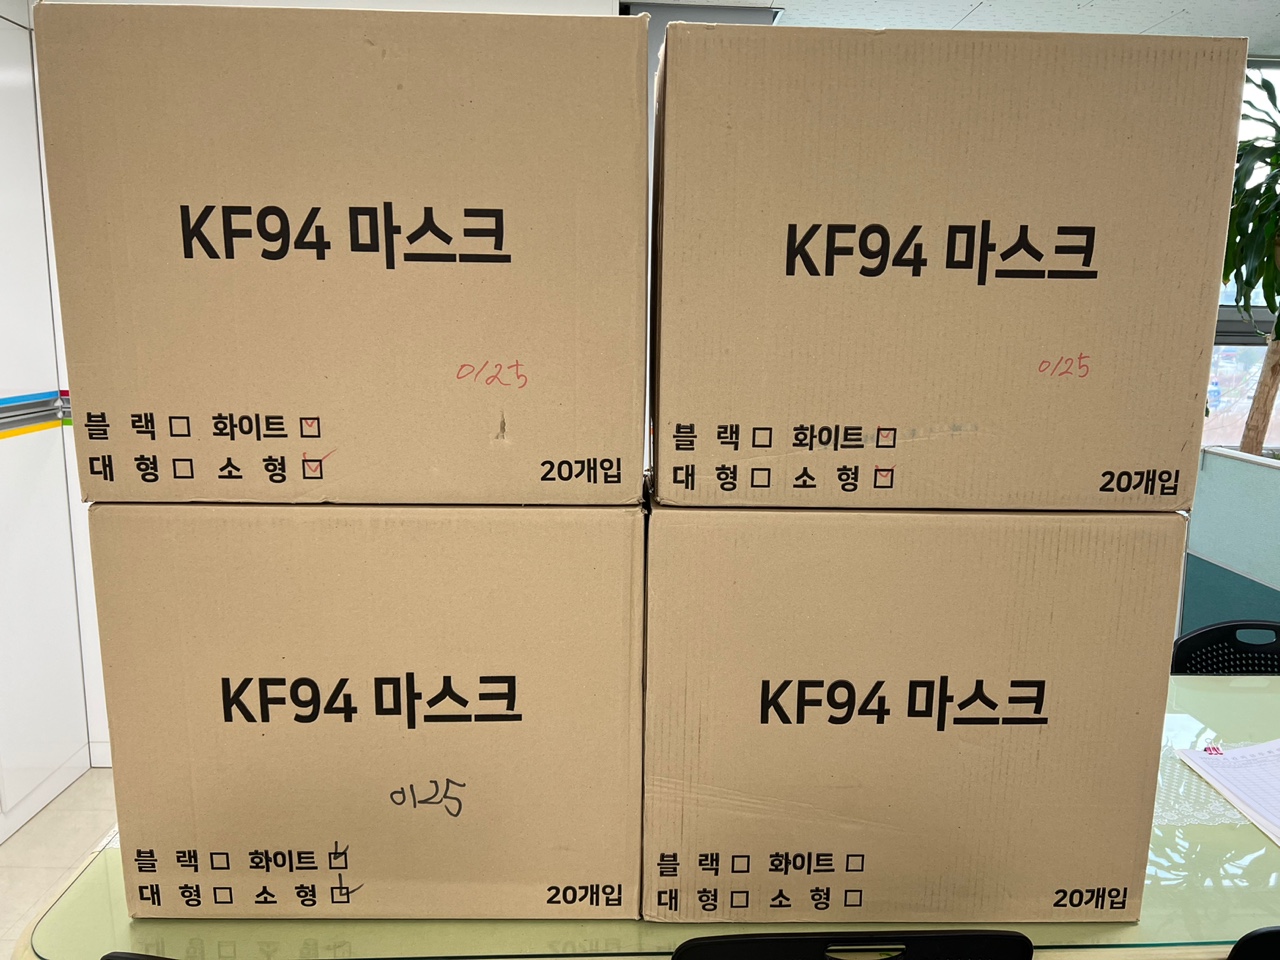 KF94 마스크
0125
블 랙☐ 화이트☑
대 형☐ 소 형☑
20개입
KF94 마스크
0125
블 랙☐ 화이트☑
대 형☐ 소 형☑
20개입
KF94 마스크
0125
블 랙☐ 화이트☑
대 형☐ 소 형☑
20개입
KF94 마스크
블 랙☐ 화이트☐
대 형☐ 소 형☐
20개입